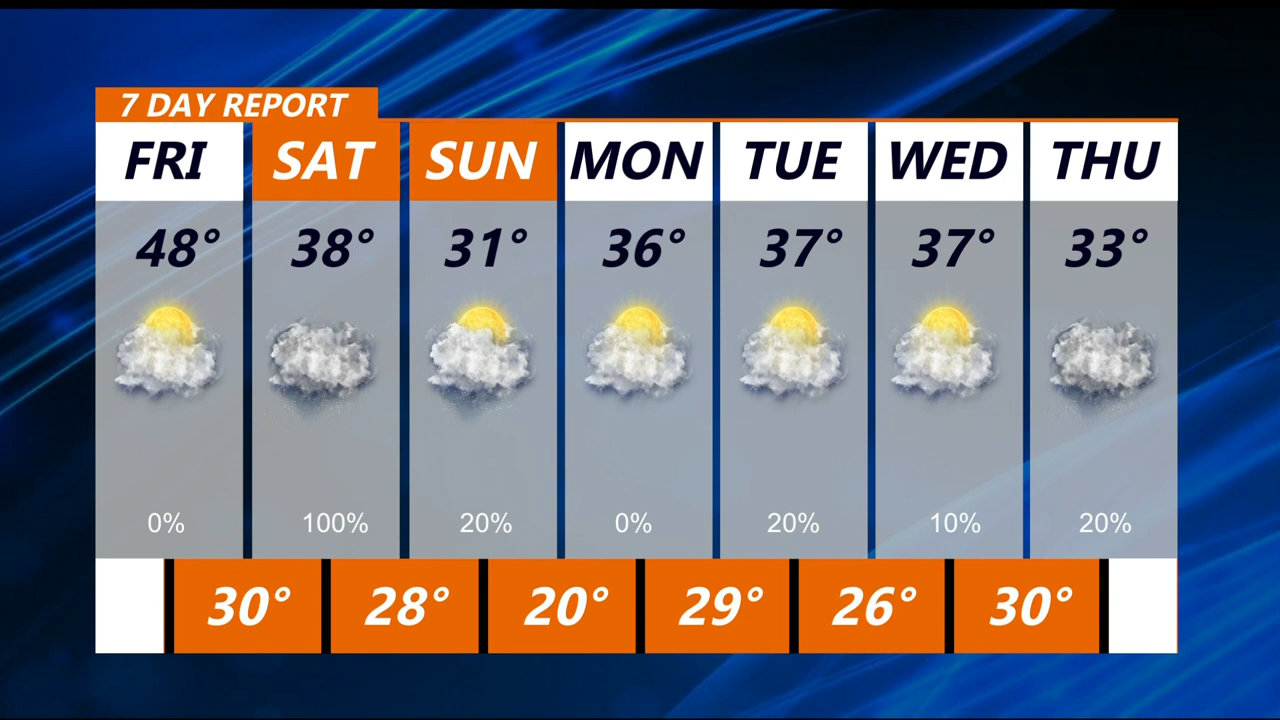 7 DAY REPORT
FRI SAT SUN MON TUE WED THU
48° 38° 31° 36° 37° 37° 33°
0% 100% 20% 0% 20% 10% 20%
30° 28° 20° 29° 26° 30°